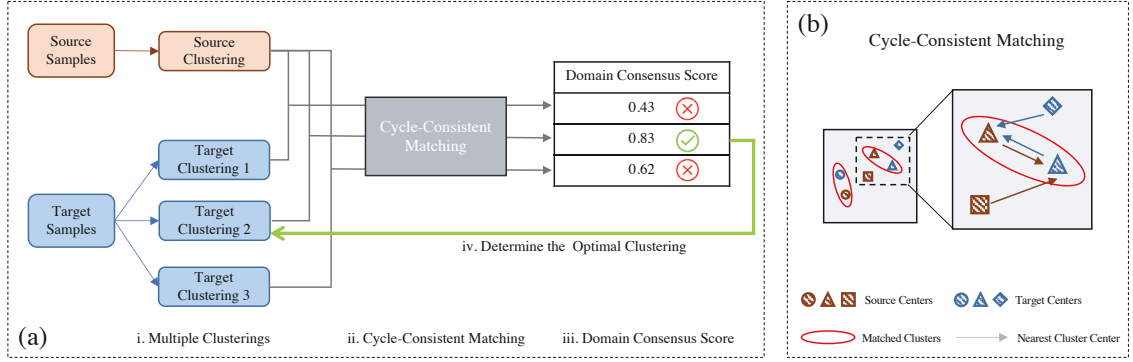 Source
Samples
Source
Clustering
Target
Samples
Target
Clustering 1
Target
Clustering 2
Target
Clustering 3
Cycle-Consistent
Matching
Domain Consensus Score
0.43
0.83
0.62
iv. Determine the Optimal Clustering
(a)
i. Multiple Clusterings
ii. Cycle-Consistent Matching
iii. Domain Consensus Score
(b)
Cycle-Consistent Matching
Source Centers
Target Centers
Matched Clusters
Nearest Cluster Center